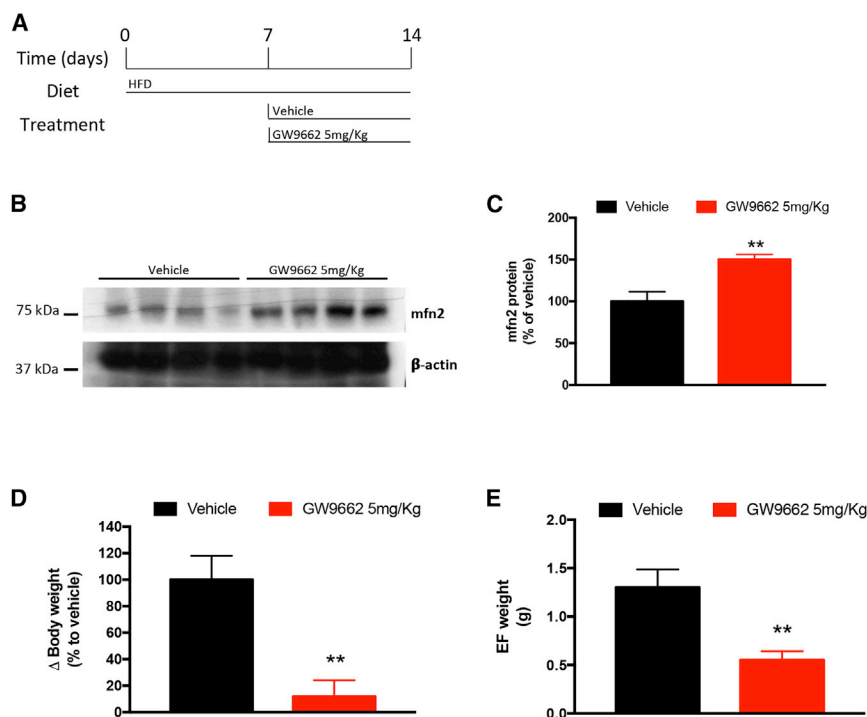 A
0 7 14
Time (days)
Diet HFD
Treatment Vehicle
GW9662 5mg/Kg
B
Vehicle GW9662 5mg/Kg
75 kDa mfn2
37 kDa β-actin
C
Vehicle GW9662 5mg/Kg
mfn2 protein
(% of vehicle)
200
150
100
50
0
**
D
Vehicle GW9662 5mg/Kg
Δ Body weight
(% to vehicle)
140
120
100
80
60
40
20
0
**
E
Vehicle GW9662 5mg/Kg
EF weight
(g)
2.0
1.5
1.0
0.5
0.0
**